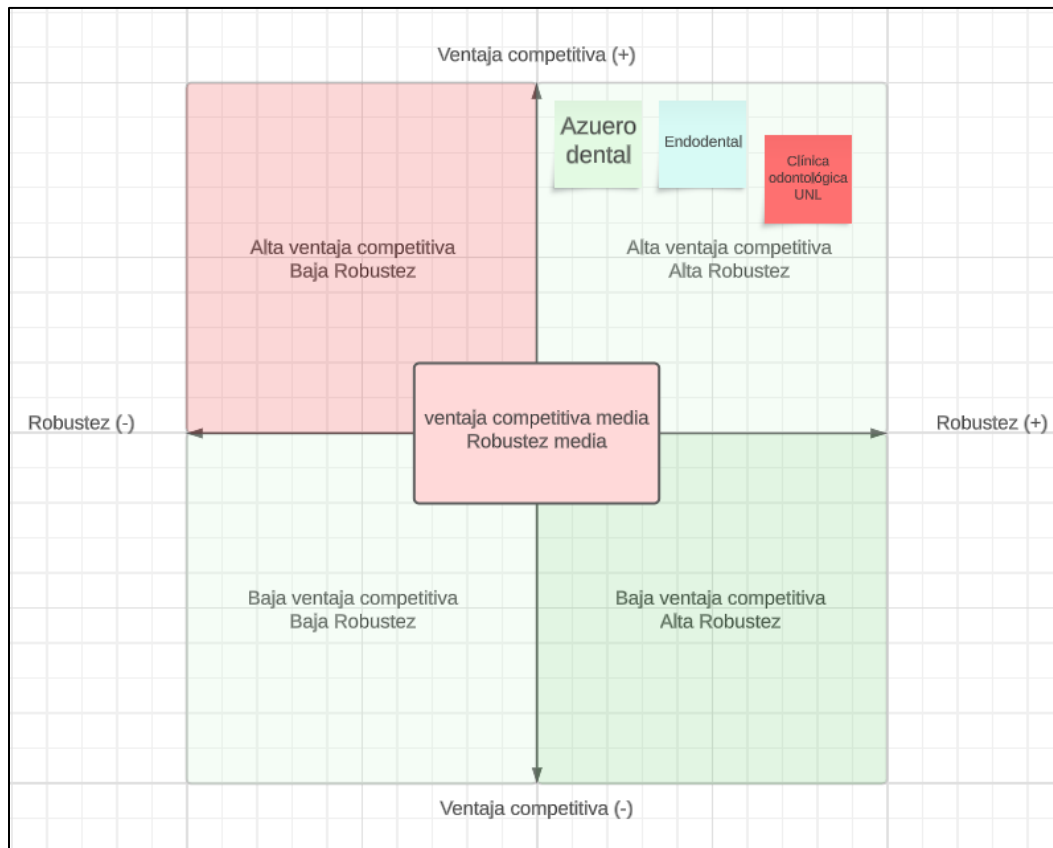 Ventaja competitiva (+)
Azuero
dental
Endodental
Clínica
odontológica
UNL
Alta ventaja competitiva
Baja Robustez
Alta ventaja competitiva
Alta Robustez
Robustez (-)
ventaja competitiva media
Robustez media
Robustez (+)
Baja ventaja competitiva
Baja Robustez
Baja ventaja competitiva
Alta Robustez
Ventaja competitiva (-)